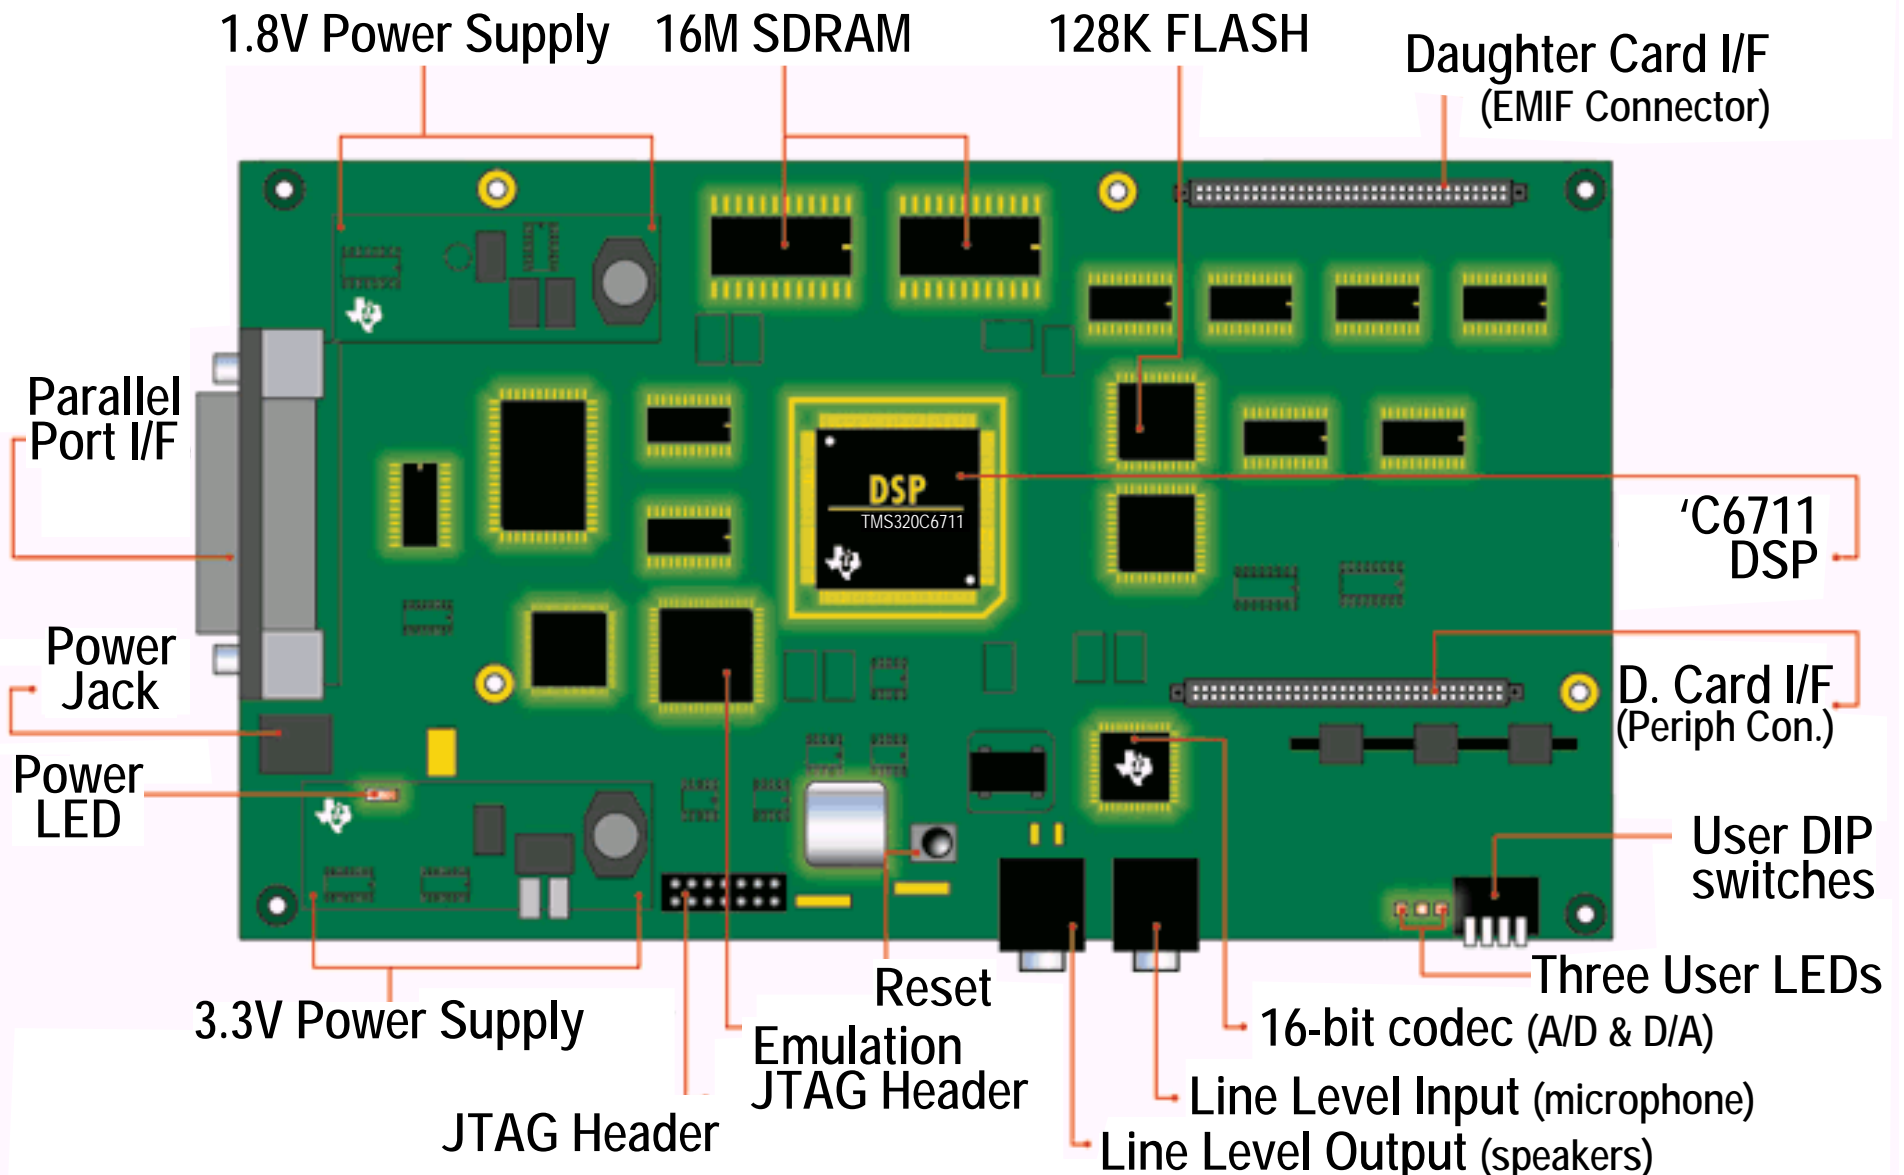 1.8V Power Supply
16M SDRAM
128K FLASH
Daughter Card I/F
(EMIF Connector)
Parallel
Port I/F
DSP
TMS320C6711
'C6711
DSP
Power
Jack
D. Card I/F
(Periph Con.)
Power
LED
User DIP
switches
Three User LEDs
Reset
3.3V Power Supply
16-bit codec (A/D & D/A)
Emulation
JTAG Header
Line Level Input (microphone)
JTAG Header
Line Level Output (speakers)